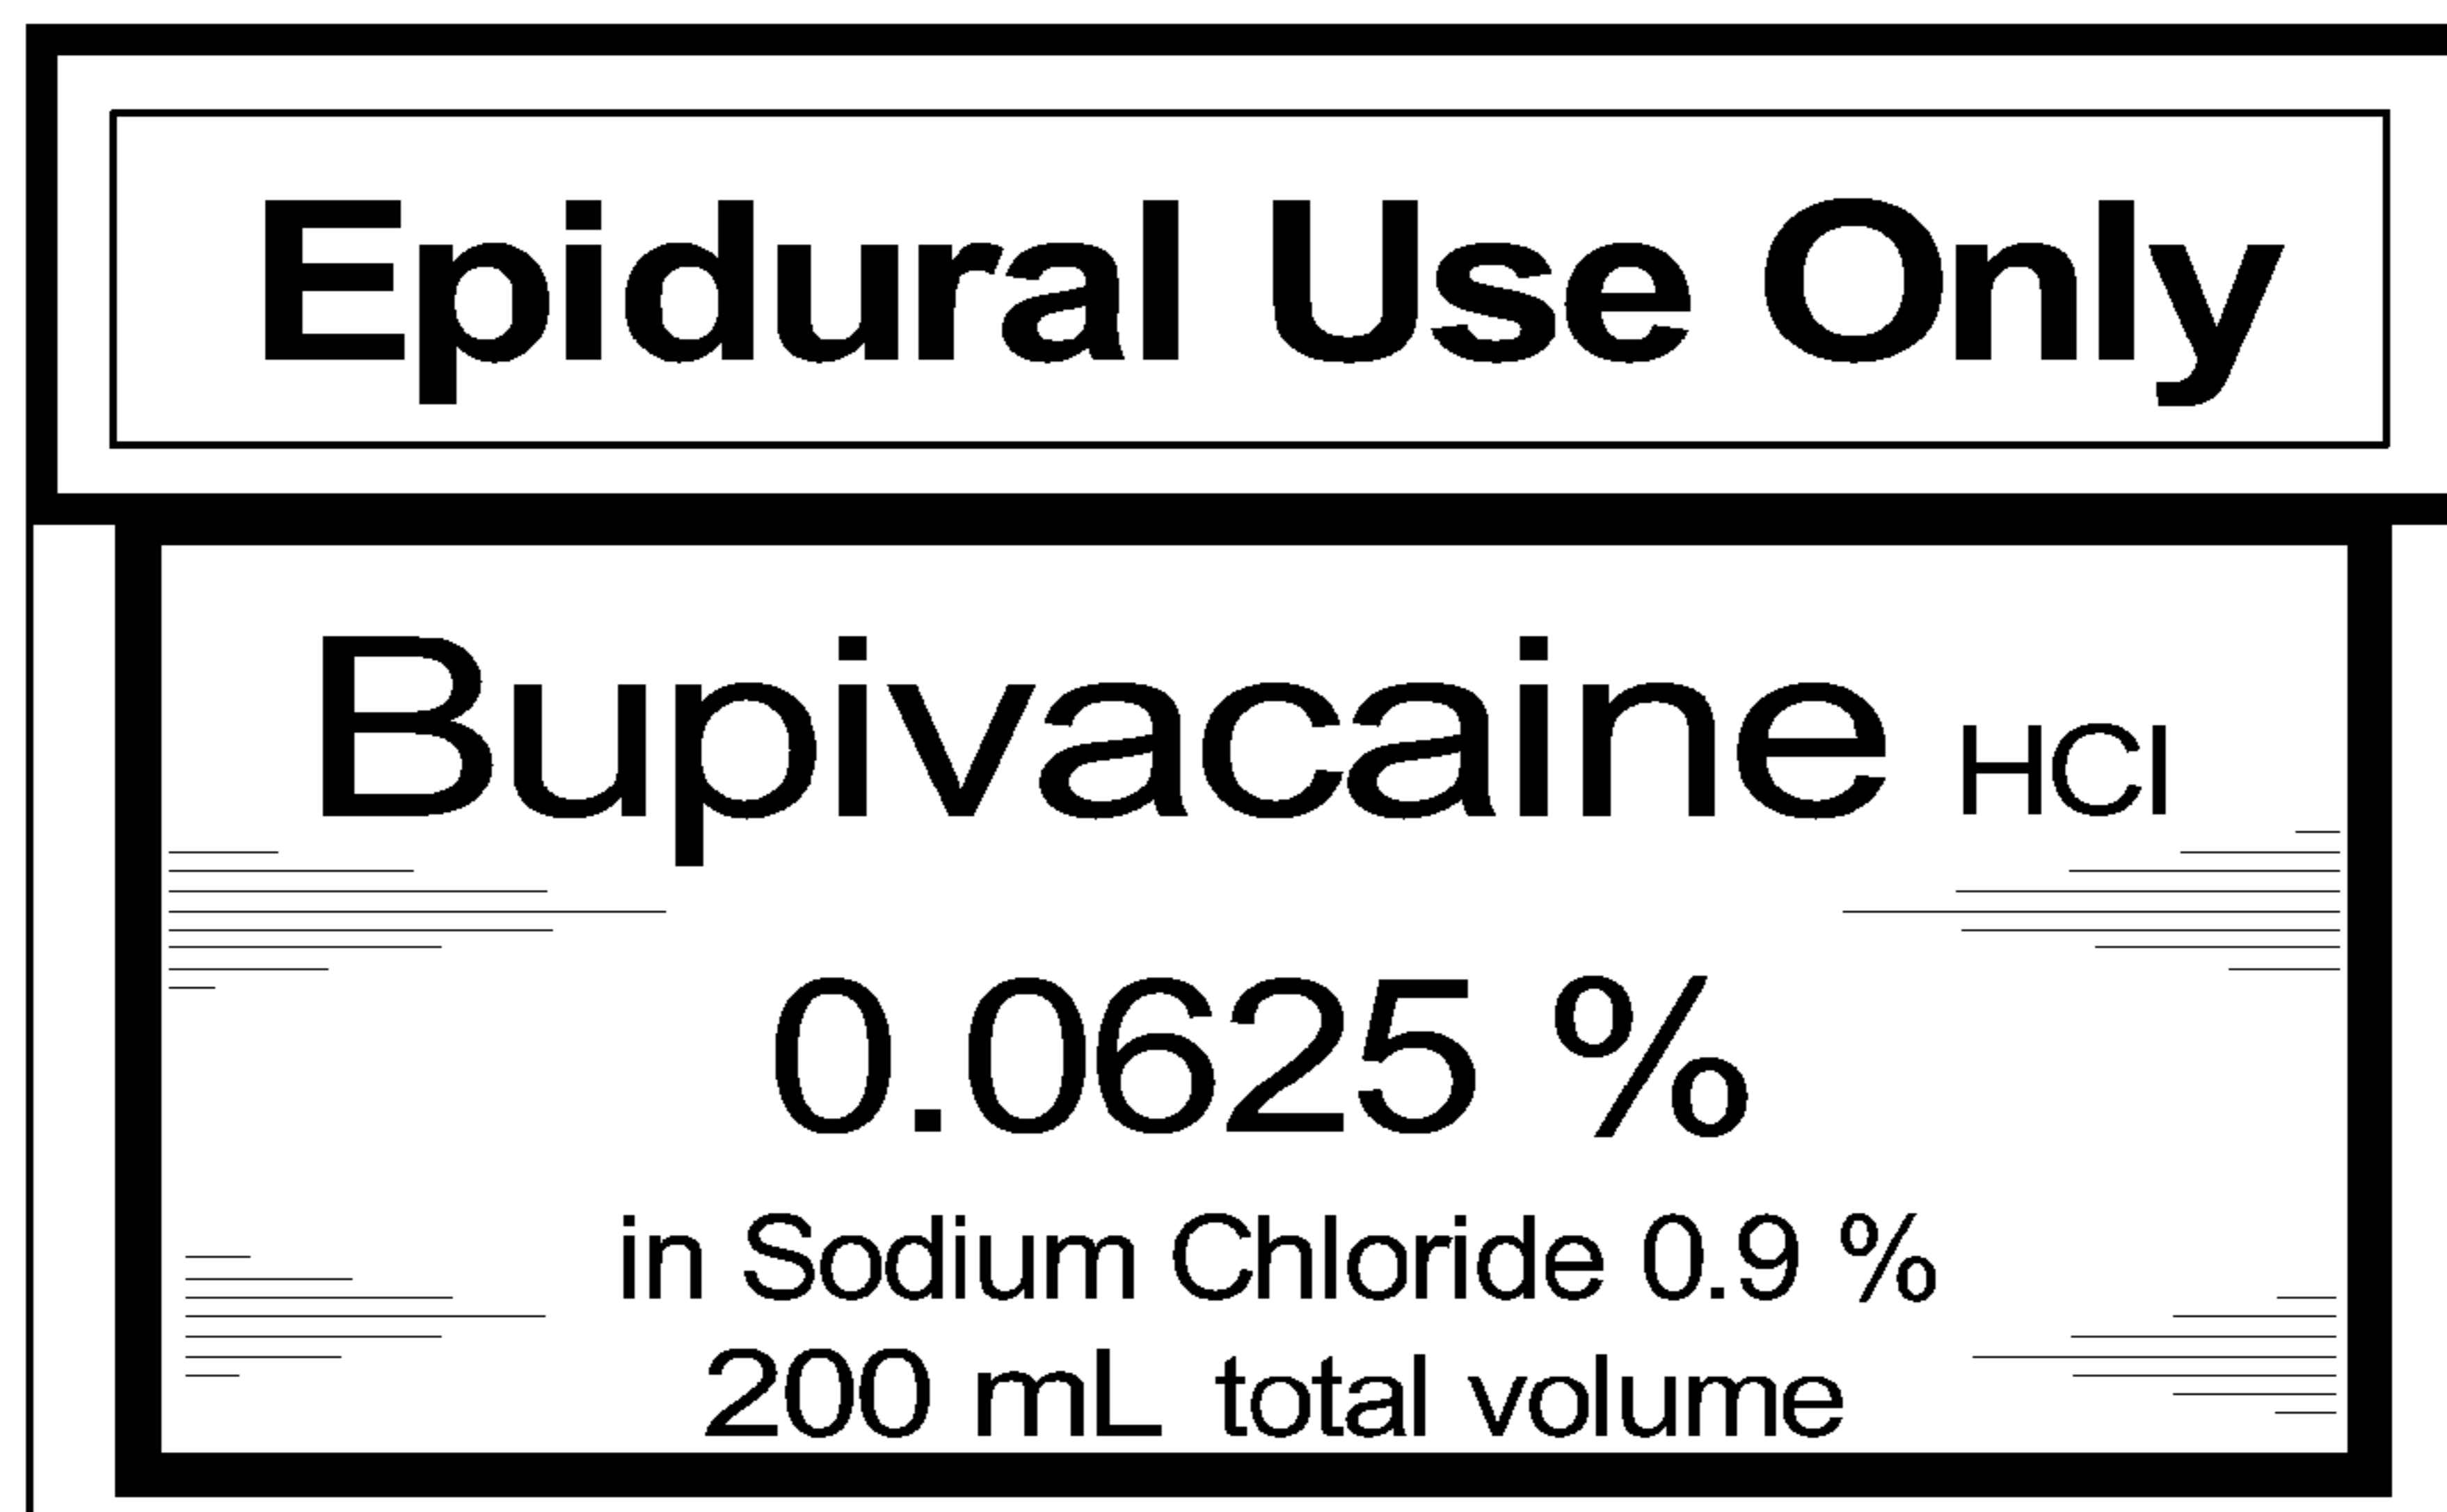 Epidural Use Only
Bupivacaine HCl
0.0625 %
in Sodium Chloride 0.9 %
200 mL total volume